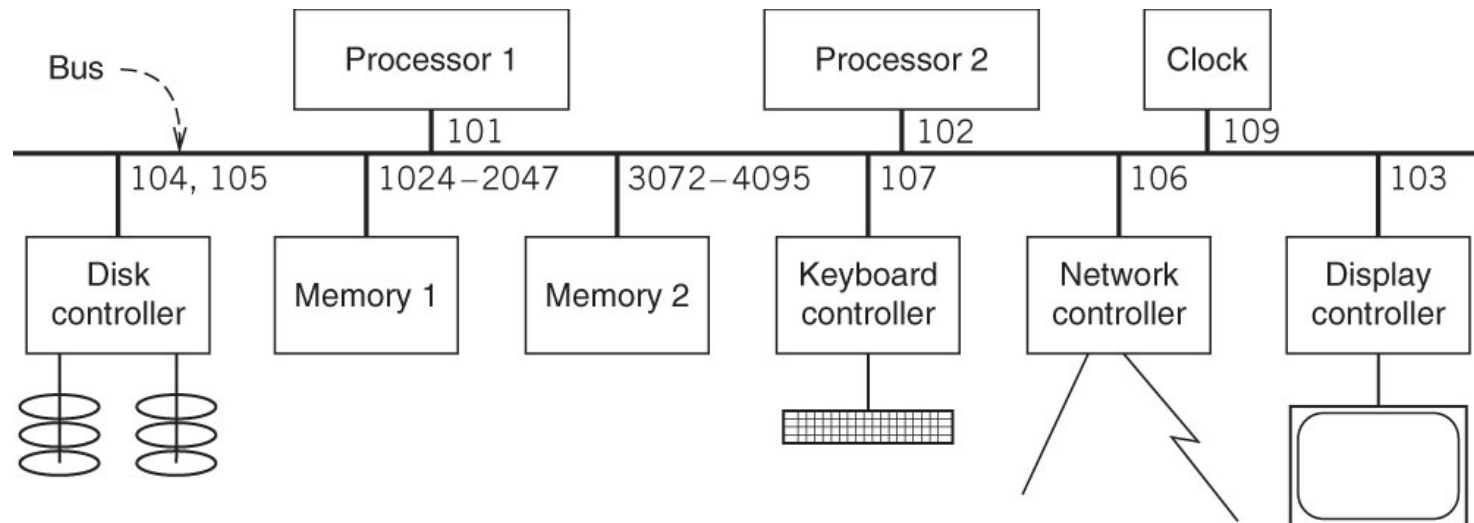 Processor 1
Processor 2
Clock
Bus
101
102
109
104, 105
1024–2047
3072–4095
107
106
103
Disk
controller
Memory 1
Memory 2
Keyboard
controller
Network
controller
Display
controller